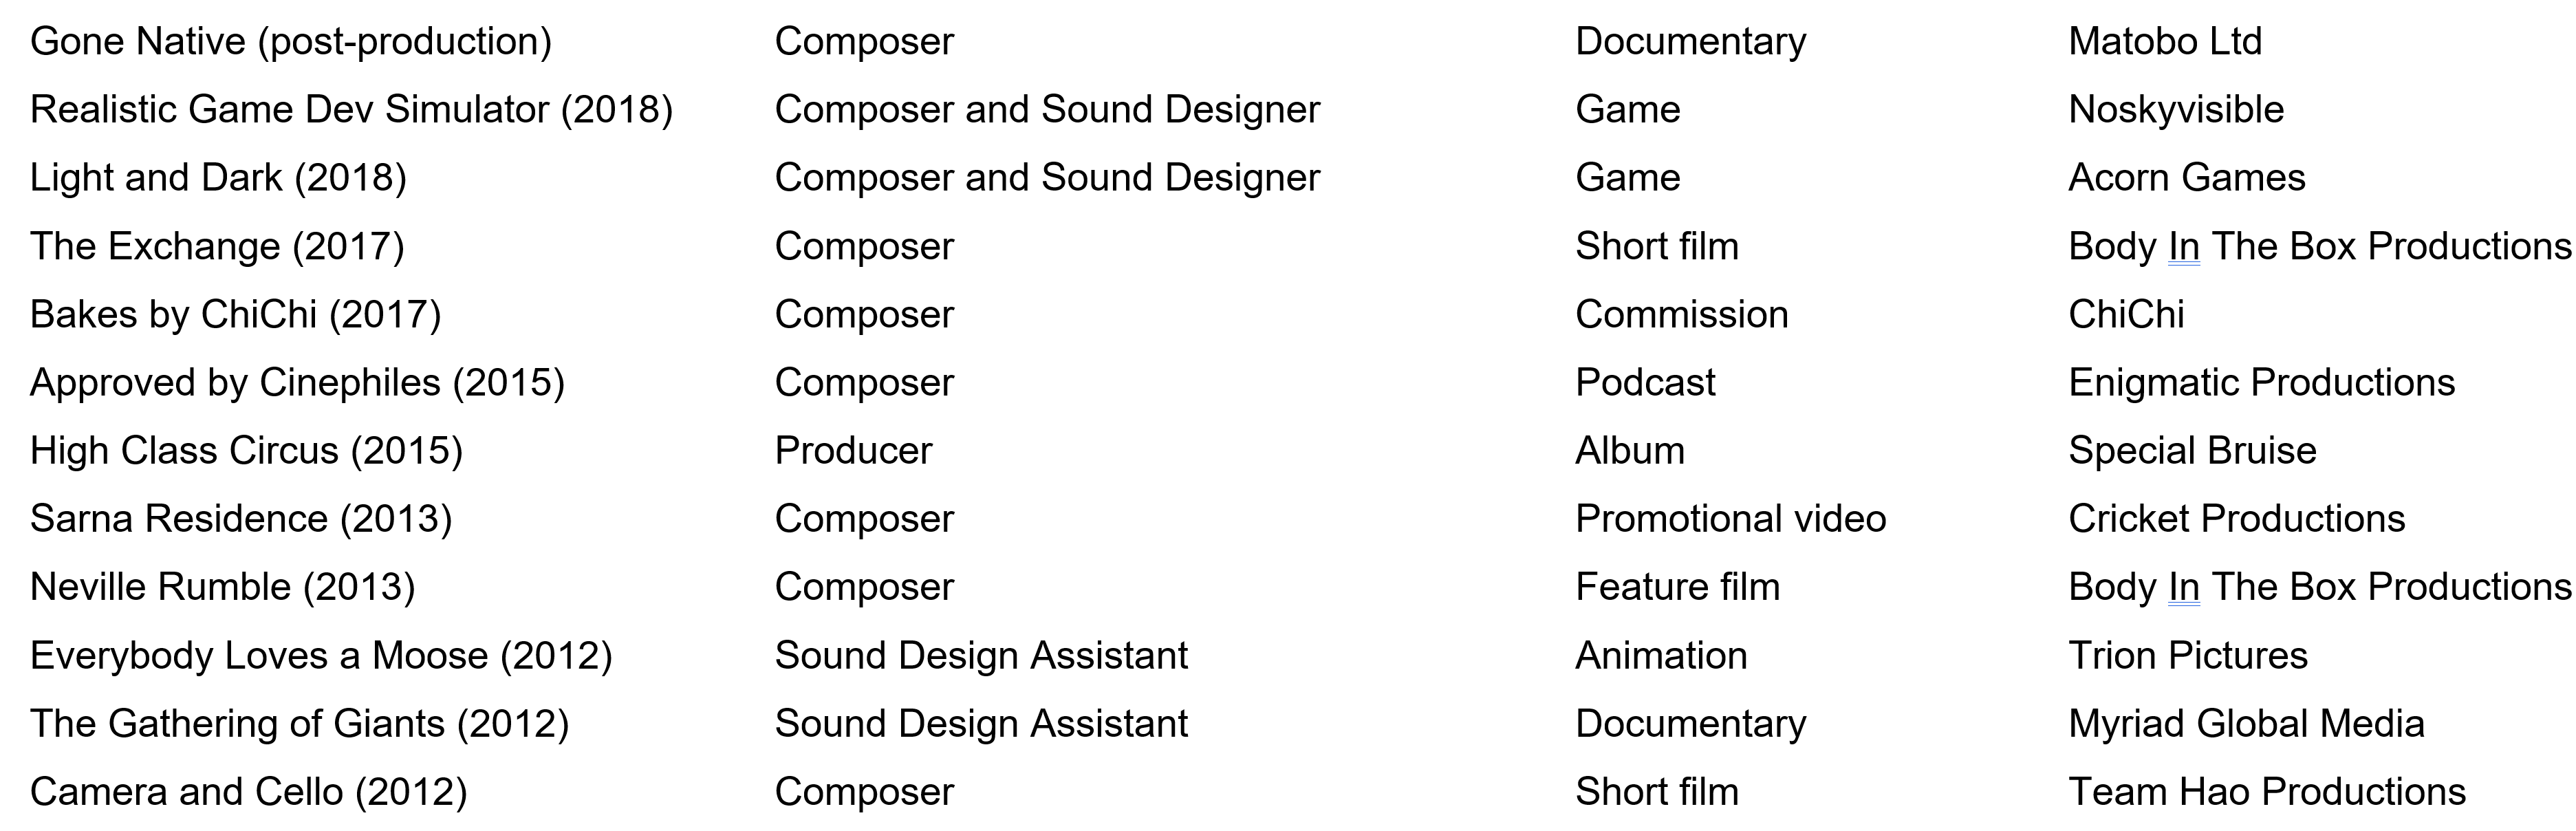 Gone Native (post-production) Composer Documentary Matobo Ltd
Realistic Game Dev Simulator (2018) Composer and Sound Designer Game Noskyvisible
Light and Dark (2018) Composer and Sound Designer Game Acorn Games
The Exchange (2017) Composer Short film Body In The Box Productions
Bakes by ChiChi (2017) Composer Commission ChiChi
Approved by Cinephiles (2015) Composer Podcast Enigmatic Productions
High Class Circus (2015) Producer Album Special Bruise
Sarna Residence (2013) Composer Promotional video Cricket Productions
Neville Rumble (2013) Composer Feature film Body In The Box Productions
Everybody Loves a Moose (2012) Sound Design Assistant Animation Trion Pictures
The Gathering of Giants (2012) Sound Design Assistant Documentary Myriad Global Media
Camera and Cello (2012) Composer Short film Team Hao Productions